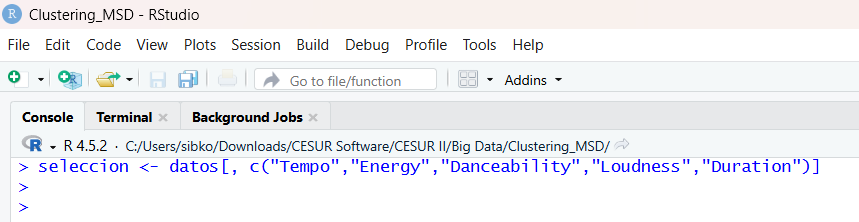 R Clustering_MSD - RStudio
File Edit Code View Plots Session Build Debug Profile Tools Help
Go to file/function Addins
Console Terminal Background Jobs
R R 4.5.2 · C:/Users/sibko/Downloads/CESUR Software/CESUR II/Big Data/Clustering_MSD/
> seleccion <- datos[, c("Tempo","Energy","Danceability","Loudness","Duration")]
>
>